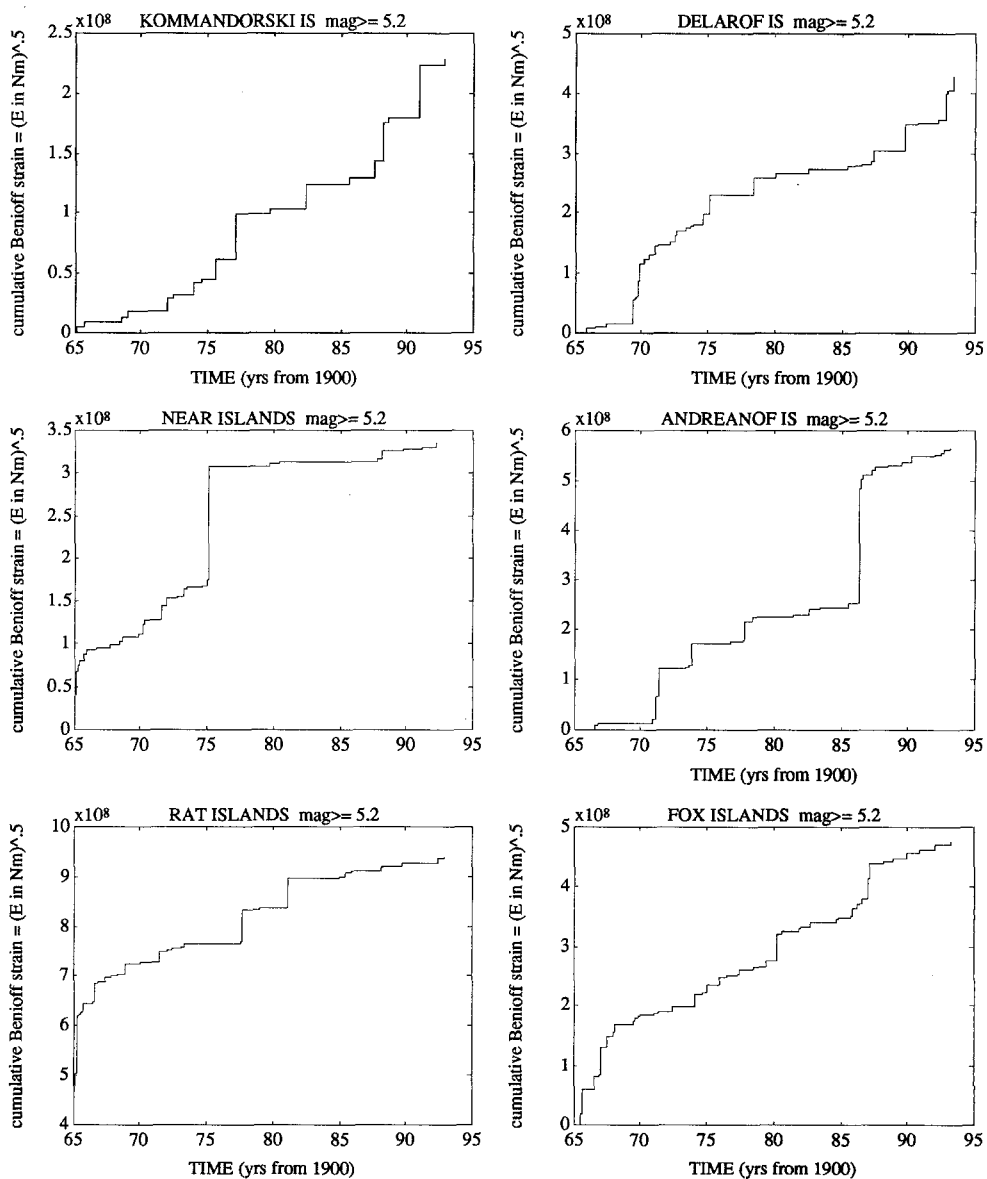 KOMMANDORSKI IS mag>= 5.2
x10⁸
cumulative Benioff strain = (E in Nm)^.5
2.5
2
1.5
1
0.5
0
65 70 75 80 85 90 95
TIME (yrs from 1900)
DELAROF IS mag>= 5.2
x10⁸
cumulative Benioff strain = (E in Nm)^.5
5
4
3
2
1
0
65 70 75 80 85 90 95
TIME (yrs from 1900)
NEAR ISLANDS mag>= 5.2
x10⁸
cumulative Benioff strain = (E in Nm)^.5
3.5
3
2.5
2
1.5
1
0.5
0
65 70 75 80 85 90 95
ANDREANOF IS mag>= 5.2
x10⁸
cumulative Benioff strain = (E in Nm)^.5
6
5
4
3
2
1
0
65 70 75 80 85 90 95
TIME (yrs from 1900)
RAT ISLANDS mag>= 5.2
x10⁸
cumulative Benioff strain = (E in Nm)^.5
10
9
8
7
6
5
4
65 70 75 80 85 90 95
TIME (yrs from 1900)
FOX ISLANDS mag>= 5.2
x10⁸
cumulative Benioff strain = (E in Nm)^.5
5
4
3
2
1
0
65 70 75 80 85 90 95
TIME (yrs from 1900)